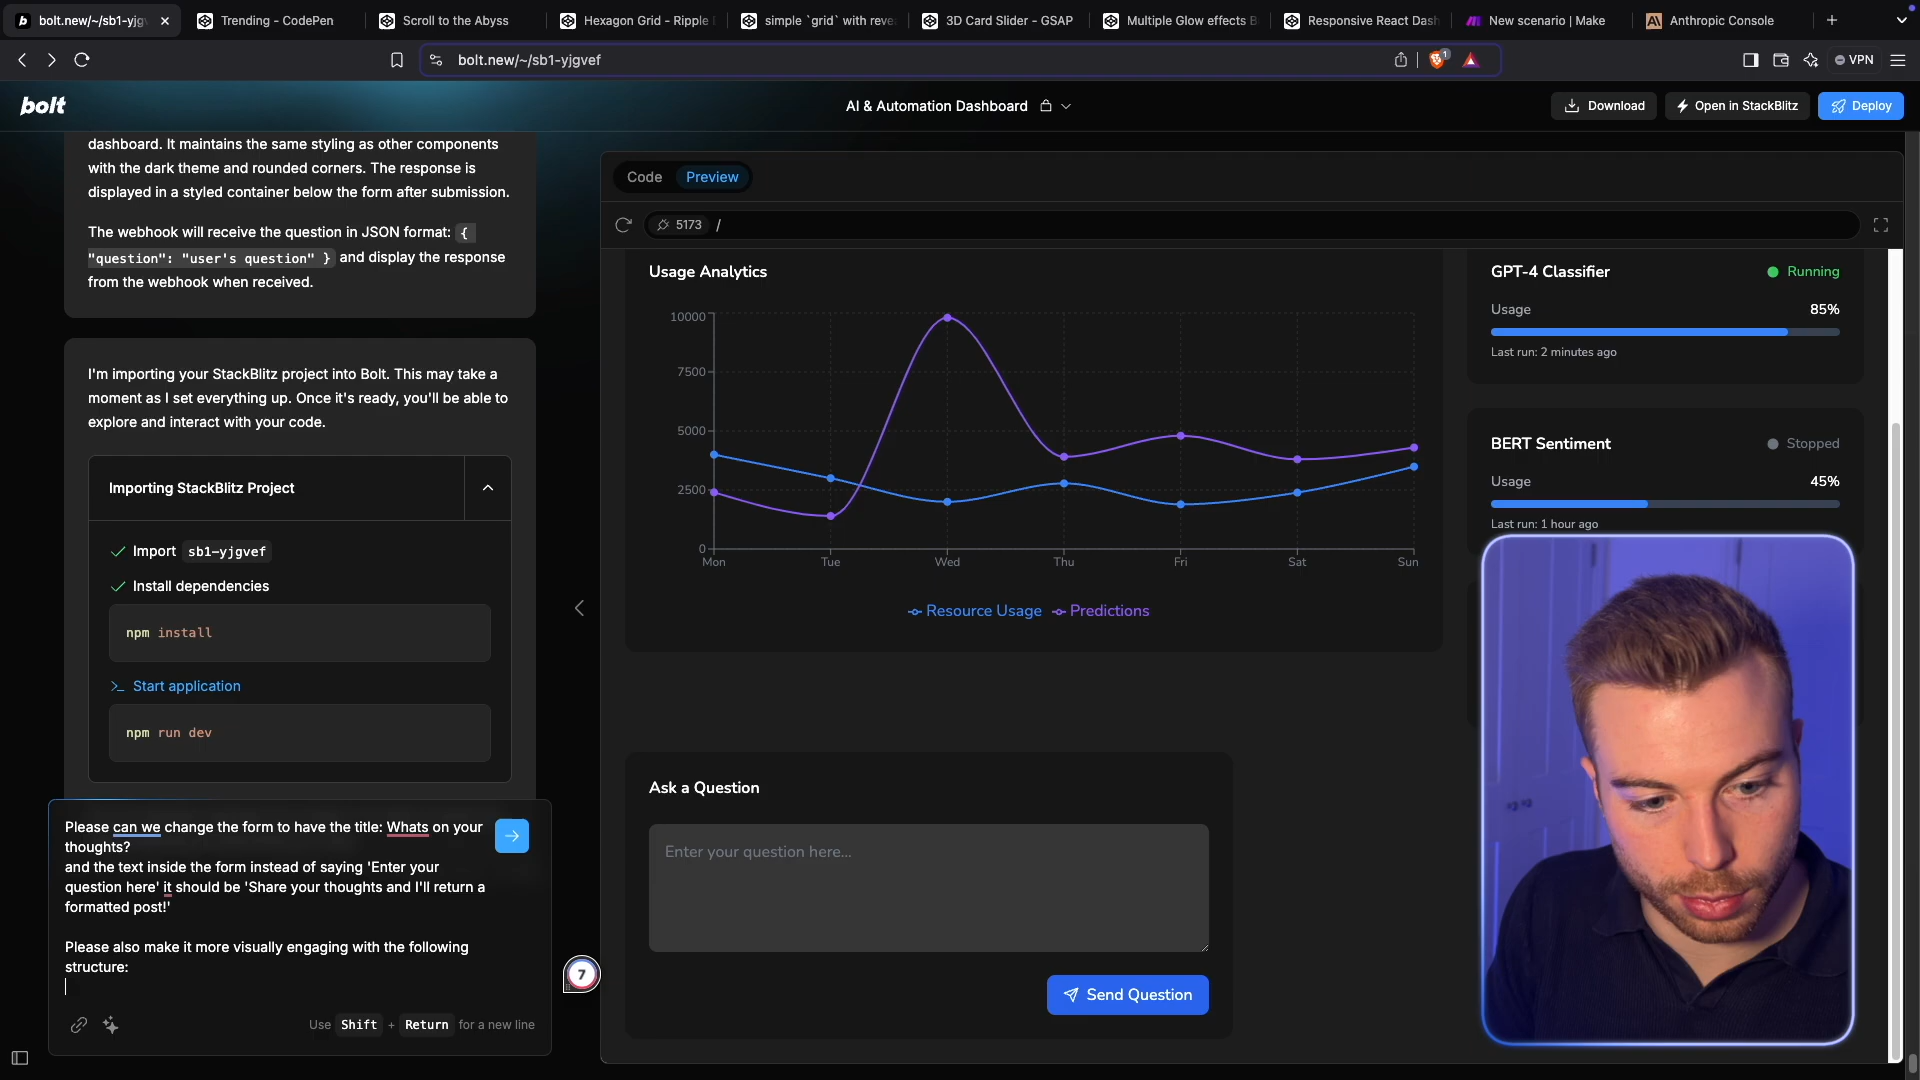 bolt.new/~/sb1-yjg
Trending - CodePen
Scroll to the Abyss
Hexagon Grid - Ripple
simple `grid` with reve
3D Card Slider - GSAP
Multiple Glow effects B
Responsive React Dash
New scenario | Make
Anthropic Console
bolt.new/~/sb1-yjgvef
1
VPN
bolt
AI & Automation Dashboard
Download
Open in StackBlitz
Deploy
dashboard. It maintains the same styling as other components
with the dark theme and rounded corners. The response is
displayed in a styled container below the form after submission.
The webhook will receive the question in JSON format: {
"question": "user's question" } and display the response
from the webhook when received.
I'm importing your StackBlitz project into Bolt. This may take a
moment as I set everything up. Once it's ready, you'll be able to
explore and interact with your code.
Importing StackBlitz Project
Import sb1-yjgvef
Install dependencies
npm install
Start application
npm run dev
Please can we change the form to have the title: Whats on your
thoughts?
and the text inside the form instead of saying 'Enter your
question here' it should be 'Share your thoughts and I'll return a
formatted post!'
Please also make it more visually engaging with the following
structure:
Use Shift + Return for a new line
7
Code
Preview
5173 /
Usage Analytics
10000
7500
5000
2500
0
Mon Tue Wed Thu Fri Sat Sun
Resource Usage Predictions
GPT-4 Classifier
Running
Usage
85%
Last run: 2 minutes ago
BERT Sentiment
Stopped
Usage
45%
Last run: 1 hour ago
Ask a Question
Enter your question here...
Send Question